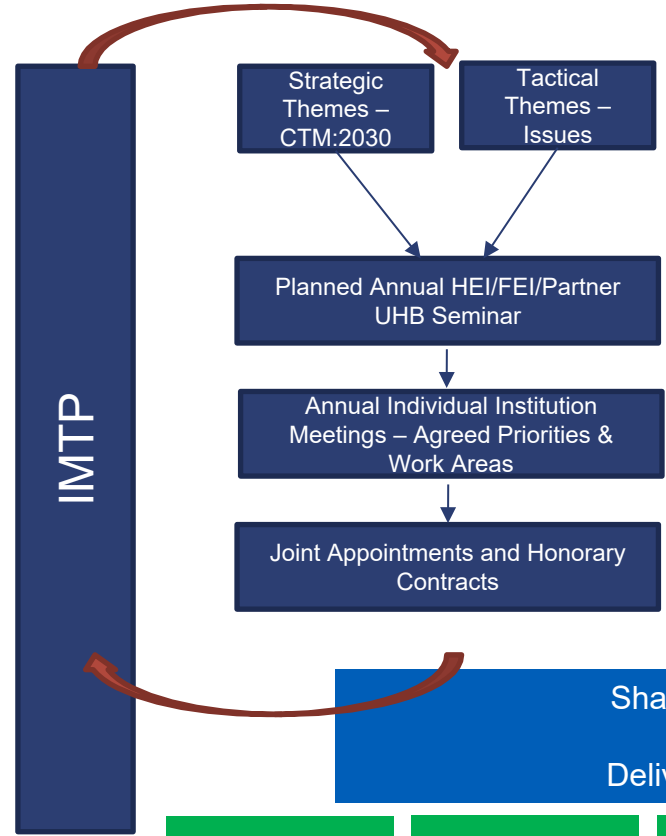 IMTP
Strategic
Themes –
CTM:2030
Tactical
Themes –
Issues
Planned Annual HEI/FEI/Partner
UHB Seminar
Annual Individual Institution
Meetings – Agreed Priorities &
Work Areas
Joint Appointments and Honorary
Contracts